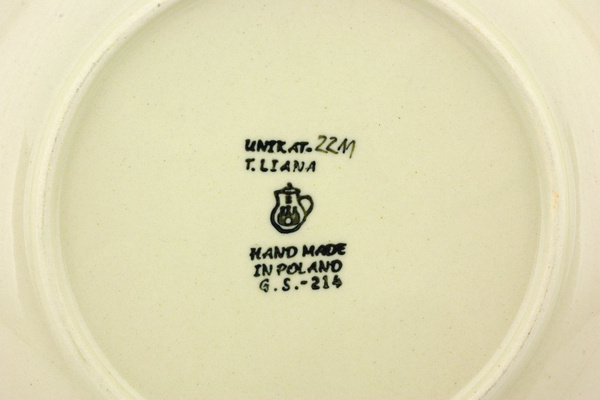 UNIKAT. 22M
T. LIANA
HAND MADE
IN POLAND
G. S. - 214